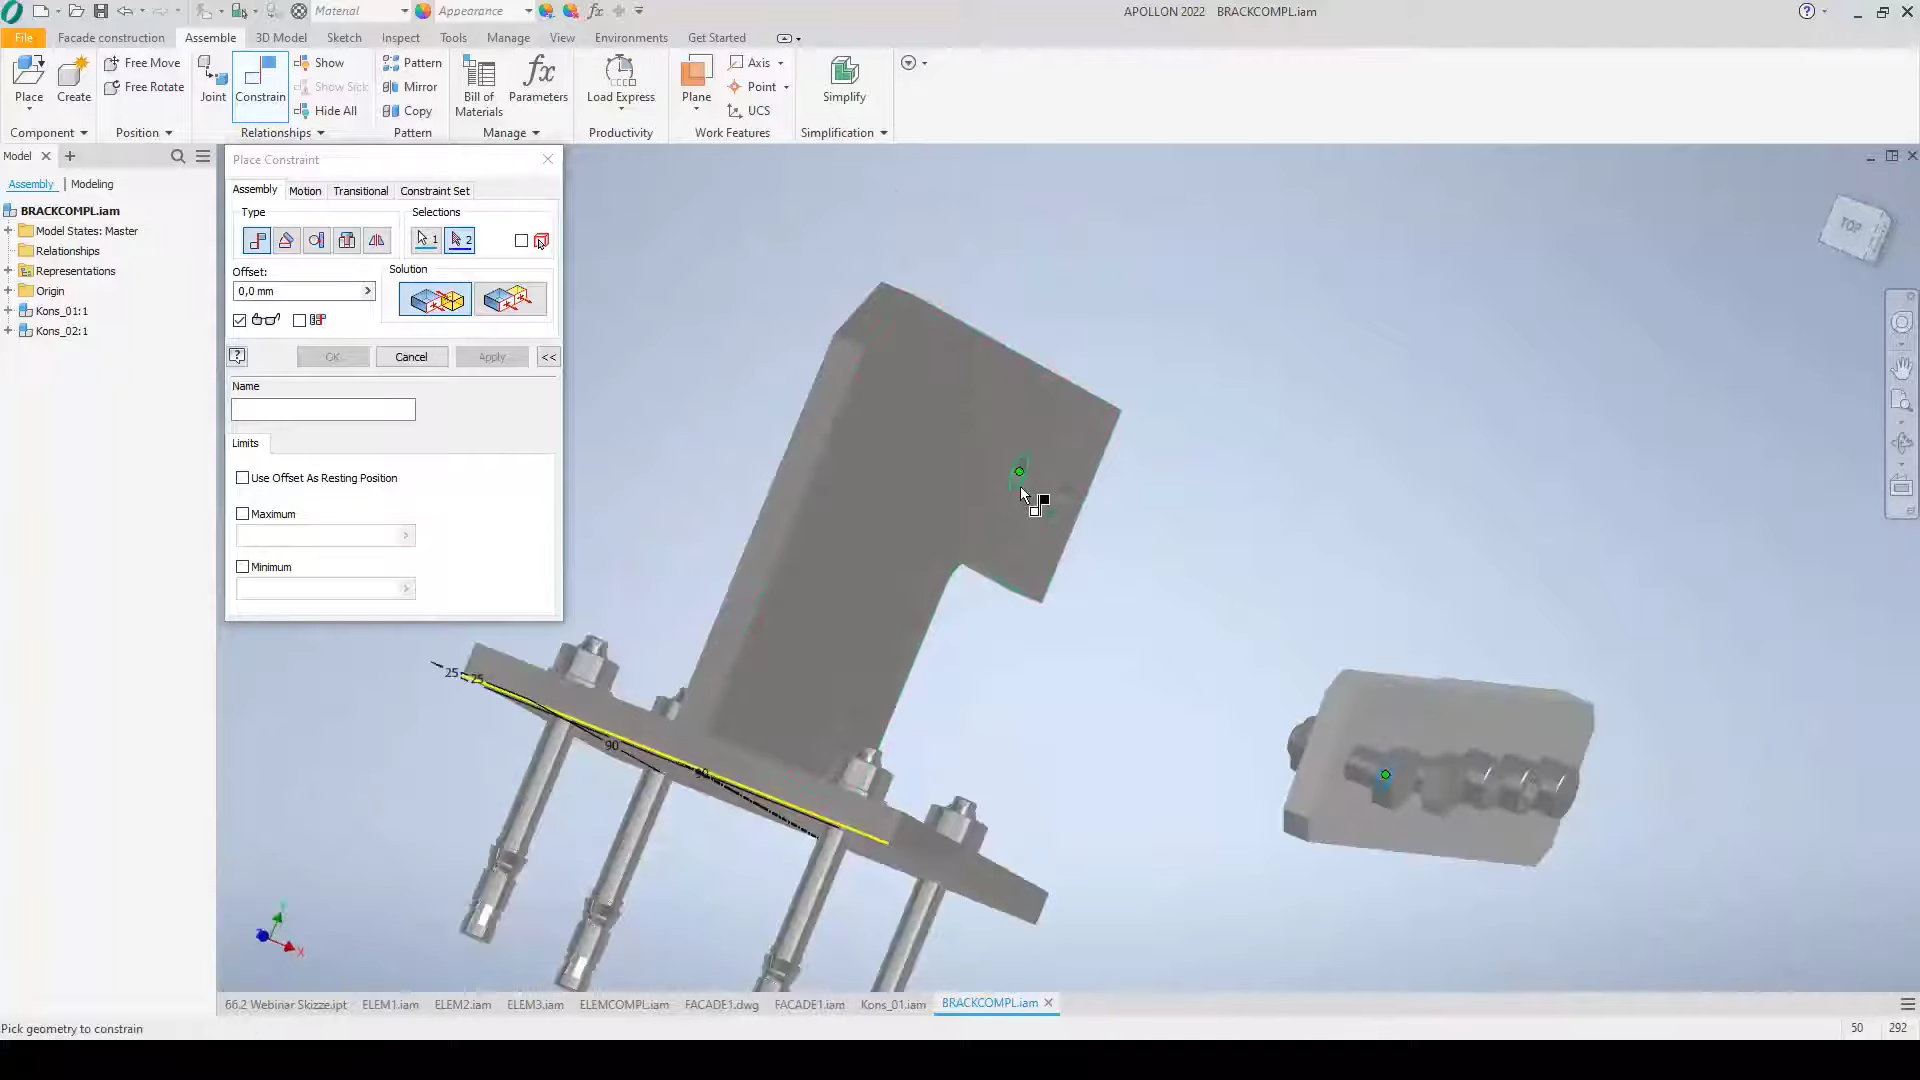 Material
Appearance
fx
APOLLON 2022 BRACKCOMPL.iam
?
File
Facade construction
Assemble
3D Model
Sketch
Inspect
Tools
Manage
View
Environments
Get Started
Place
Create
Free Move
Free Rotate
Joint
Constrain
Show
Show Sick
Hide All
Pattern
Mirror
Copy
Bill of
Materials
fx
Parameters
Load Express
Plane
Axis
Point
UCS
Simplify
Component
Position
Relationships
Pattern
Manage
Productivity
Work Features
Simplification
Model
Assembly | Modeling
BRACKCOMPL.iam
Model States: Master
Relationships
Representations
Origin
Kons_01:1
Kons_02:1
Place Constraint
Assembly
Motion
Transitional
Constraint Set
Type
Selections
1
2
Offset:
Solution
0,0 mm
?
OK
Cancel
Apply
<<
Name
Limits
Use Offset As Resting Position
Maximum
Minimum
TOP
25
25
90
90
X
66.2 Webinar Skizze.ipt
ELEM1.iam
ELEM2.iam
ELEM3.iam
ELEMCOMPL.iam
FACADE1.dwg
FACADE1.iam
Kons_01.iam
BRACKCOMPL.iam
Pick geometry to constrain
50
292